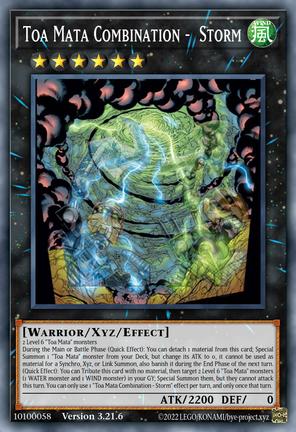 Toa Mata Combination - Storm
WIND
風
[Warrior/Xyz/Effect]
2 Level 6 "Toa Mata" monsters
During the Main or Battle Phase (Quick Effect): You can detach 1 material from this card; Special
Summon 1 "Toa Mata" monster from your Deck, but change its ATK to 0, it cannot be used as
material for a Synchro, Xyz, or Link Summon, also banish it during the End Phase of the next turn.
(Quick Effect): You can Tribute this card with no material, then target 2 Level 6 "Toa Mata" monsters
(1 WATER monster and 1 WIND monster) in your GY; Special Summon them, but they cannot attack
this turn. You can only use 1 "Toa Mata Combination - Storm" effect per turn, and only once that turn.
ATK/2200 DEF/ 0
10100058 Version 3.21.6 ©2022 LEGO/KONAMI/bye-project.xyz